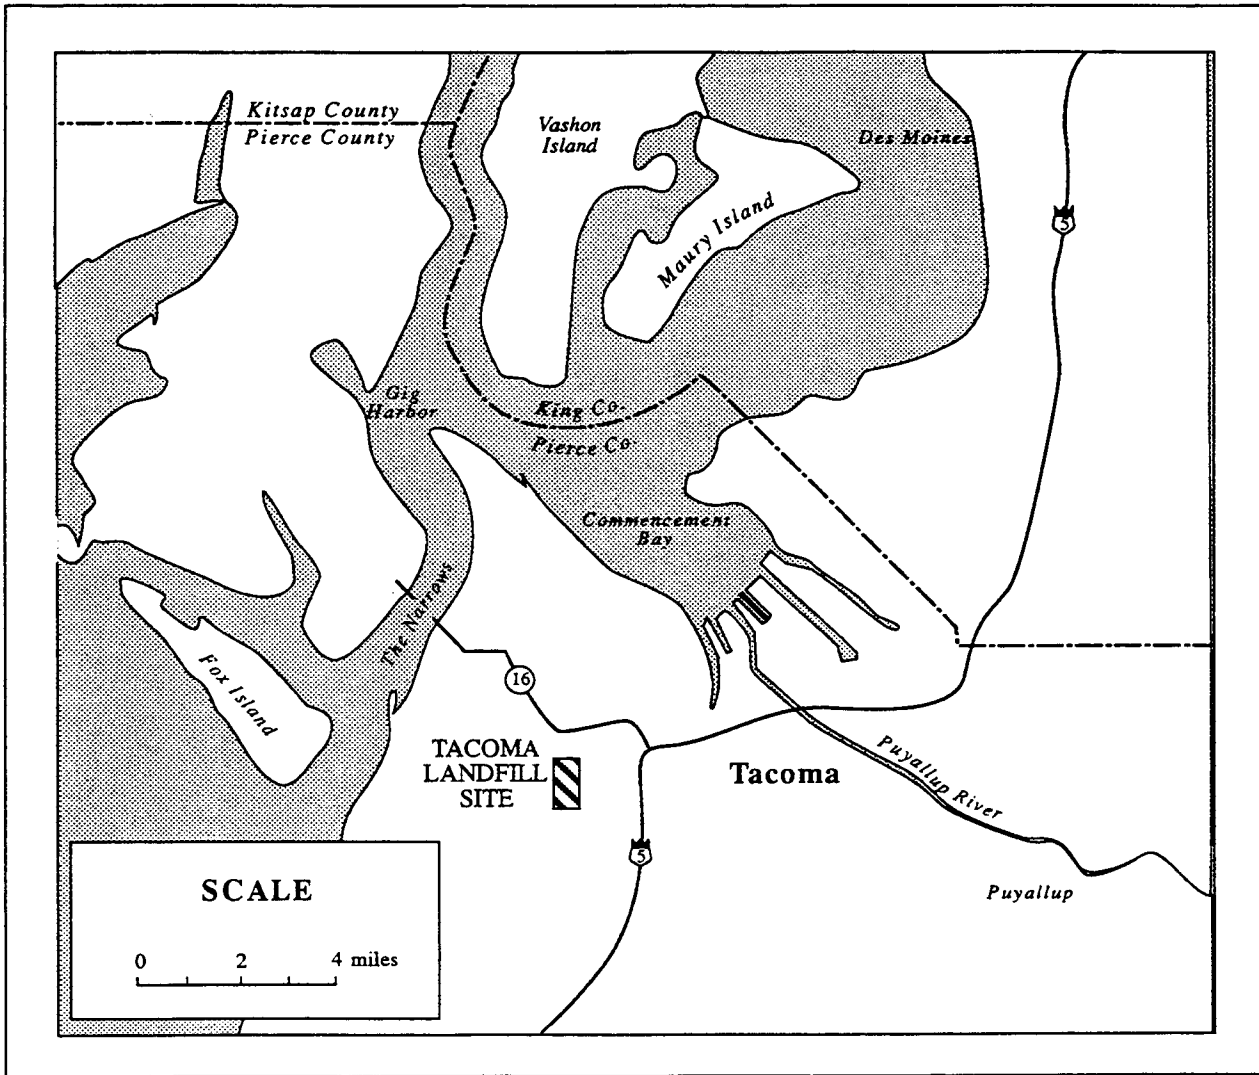 Kitsap County
Pierce County
Vashon
Island
Des Moines
Maury Island
5
Gig
Harbor
King Co.
Pierce Co.
Commencement
Bay
The Narrows
Fox Island
16
TACOMA
LANDFILL
SITE
Tacoma
Puyallup River
5
Puyallup
SCALE
0 2 4 miles